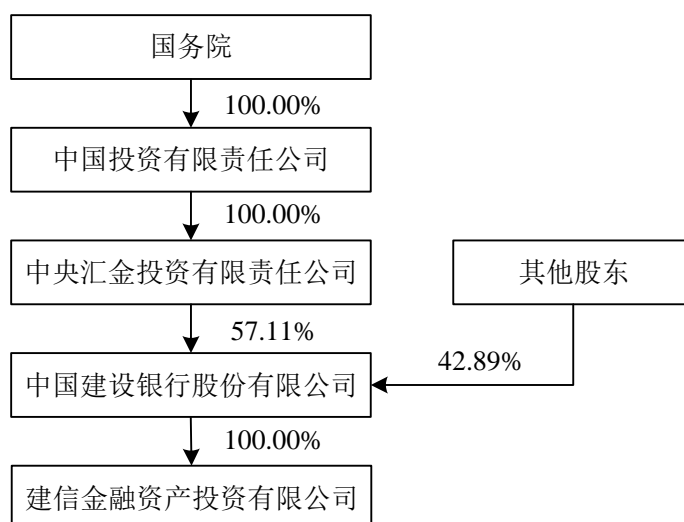 国务院
100.00%
中国投资有限责任公司
100.00%
中央汇金投资有限责任公司
其他股东
57.11%
42.89%
中国建设银行股份有限公司
100.00%
建信金融资产投资有限公司